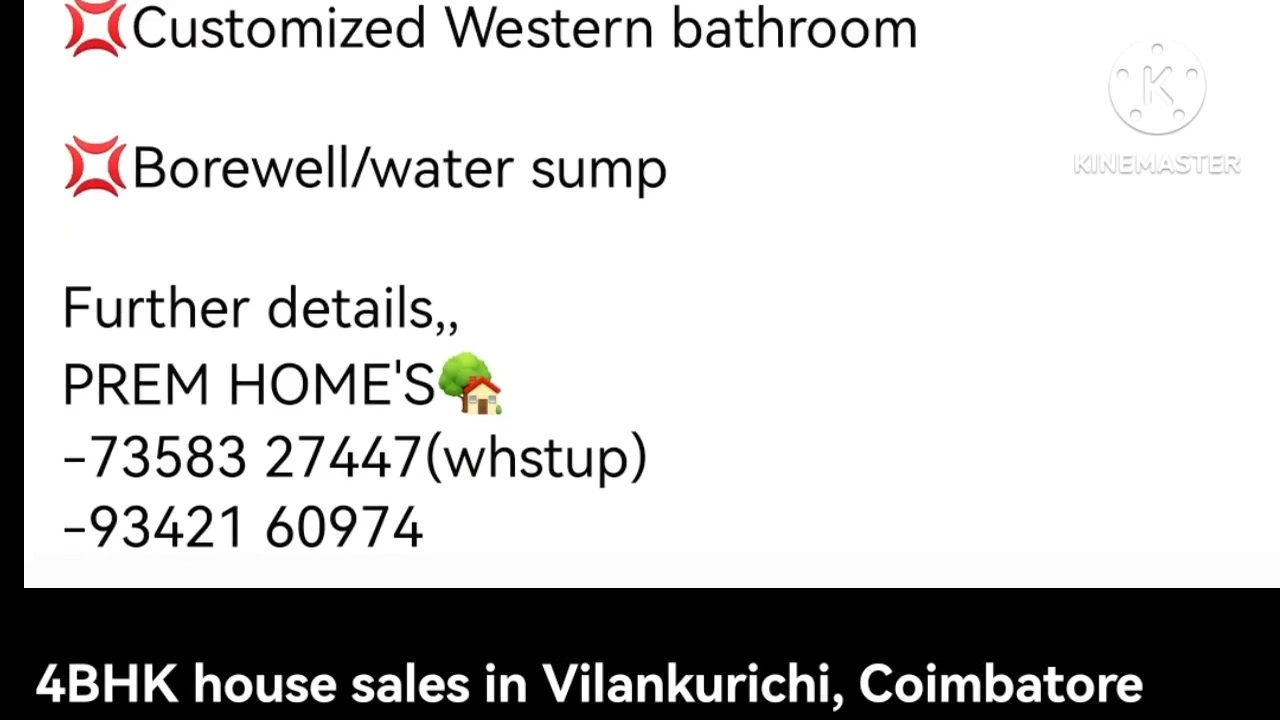 💢Customized Western bathroom
KINEMASTER
💢Borewell/water sump
Further details,,
PREM HOME'S🏡
-73583 27447(whstup)
-93421 60974
4BHK house sales in Vilankurichi, Coimbatore